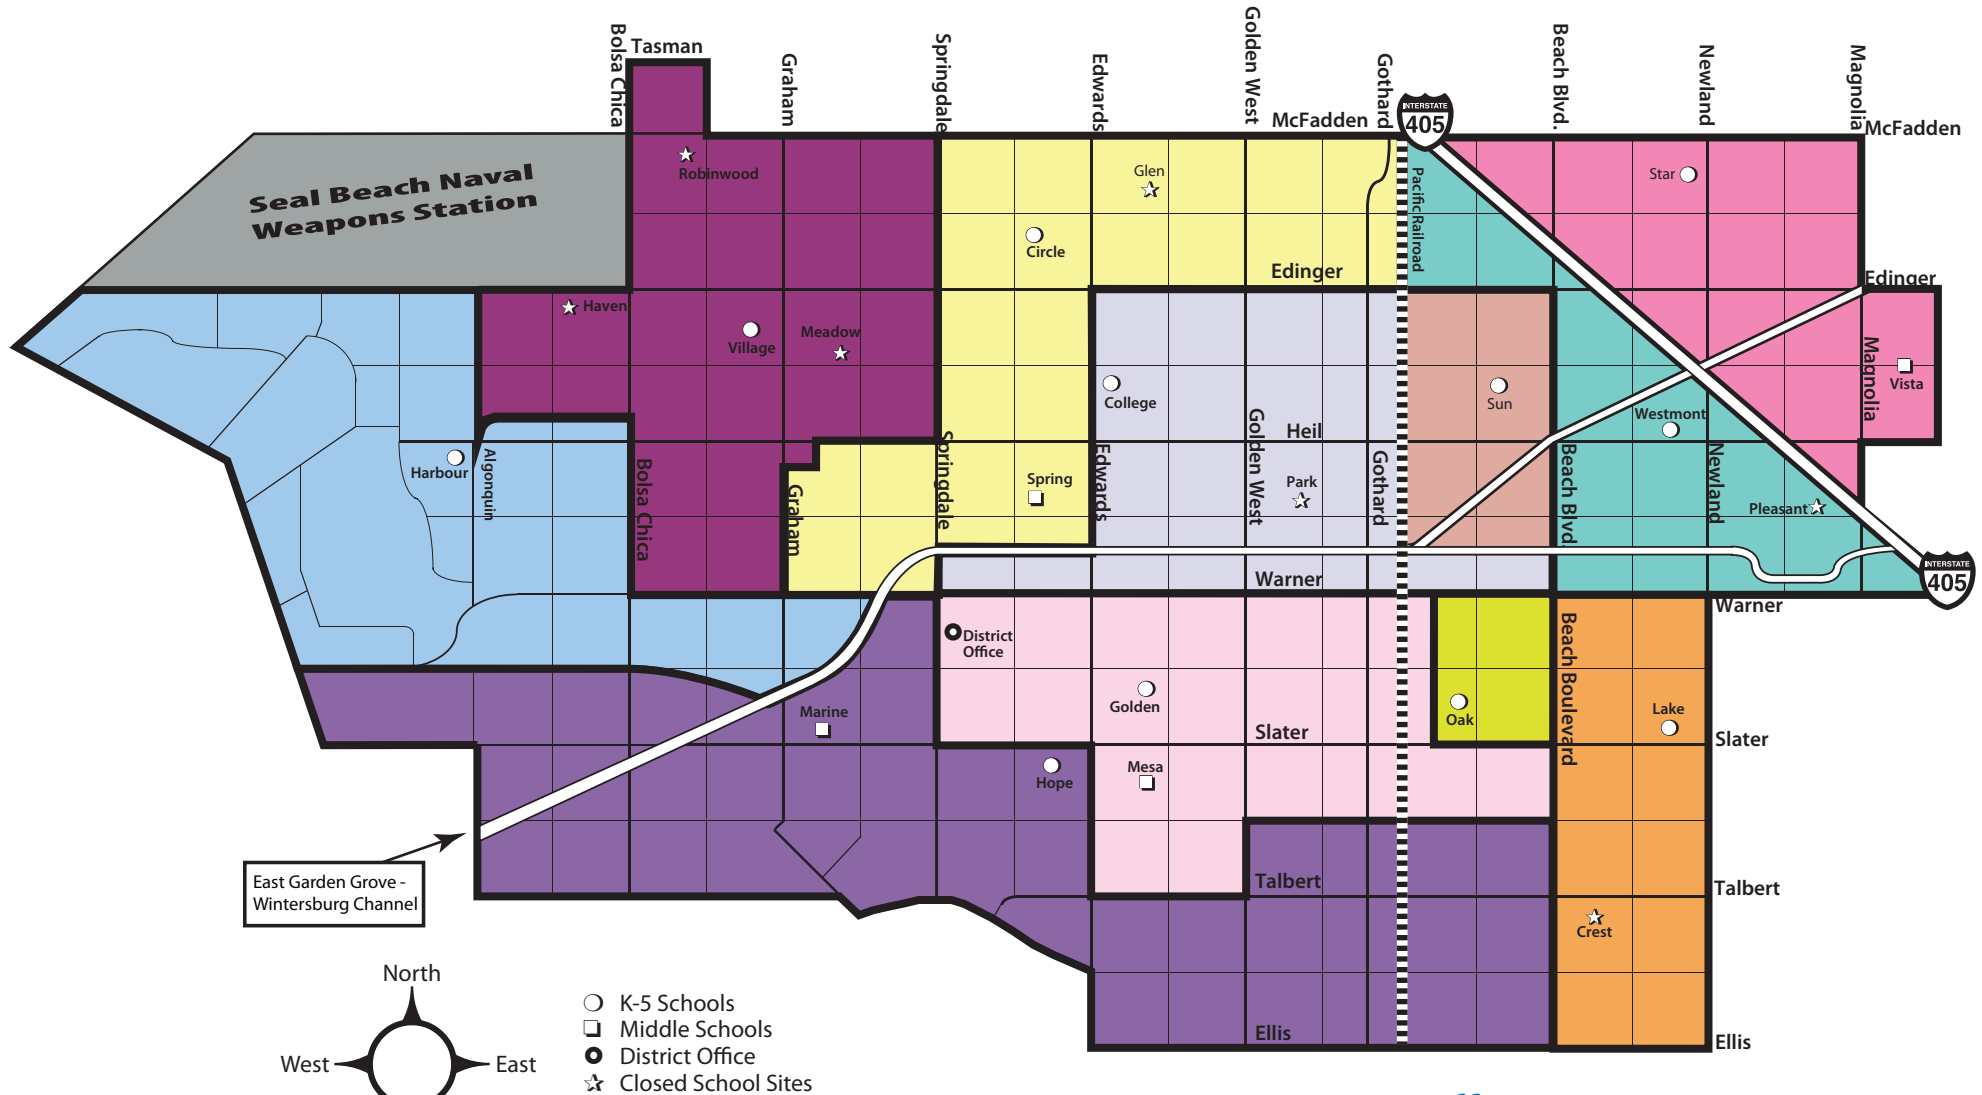 Bolsa Chica
Tasman
Graham
Springdale
Edwards
Golden West
Gothard
Beach Blvd.
Newland
Magnolia
McFadden
INTERSTATE
405
McFadden
Seal Beach Naval
Weapons Station
Robinwood
Glen
Star
Pacific Railroad
Circle
Edinger
Edinger
Haven
Village
Meadow
Magnolia
Vista
College
Sun
Westmont
Golden West
Heil
Harbour
Algonquin
Bolsa Chica
Graham
Springdale
Spring
Edwards
Park
Gothard
Beach Blvd.
Newland
Pleasant
Warner
INTERSTATE
405
Warner
District
Office
Beach Boulevard
Marine
Golden
Oak
Lake
Slater
Slater
Hope
Mesa
East Garden Grove -
Wintersburg Channel
Talbert
Talbert
Crest
Ellis
Ellis
North
West
East
K-5 Schools
Middle Schools
District Office
Closed School Sites